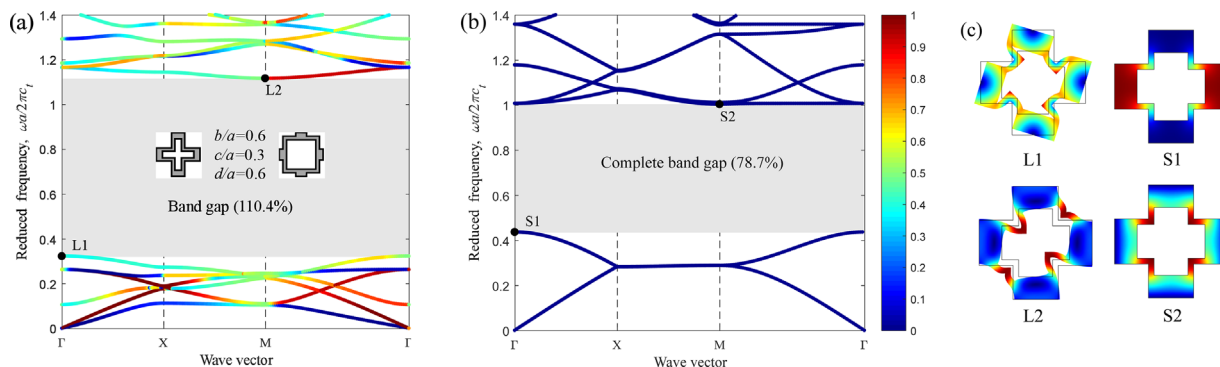 (a)
Reduced frequency, ωa/2πc_t
1
0.8
0.6
0.4
0.2
0
Γ
X
M
Γ
Wave vector
L2
b/a=0.6
c/a=0.3
d/a=0.6
Band gap (110.4%)
L1
(b)
Reduced frequency, ωa/2πc_t
1.4
1.2
1
0.8
0.6
0.4
0.2
0
Γ
X
M
Γ
Wave vector
S2
Complete band gap (78.7%)
S1
1
0.9
0.8
0.7
0.6
0.5
0.4
0.3
0.2
0.1
0
(c)
L1
S1
L2
S2